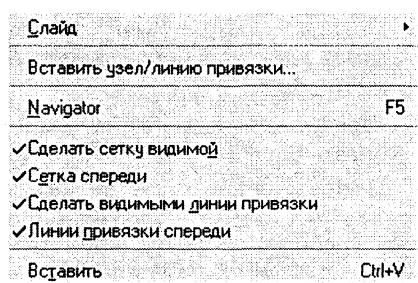 Слайд
Вставить узел/линию привязки...
Navigator F5
✓Сделать сетку видимой
✓Сетка спереди
✓Сделать видимыми линии привязки
✓Линии привязки спереди
Вставить Ctrl+V